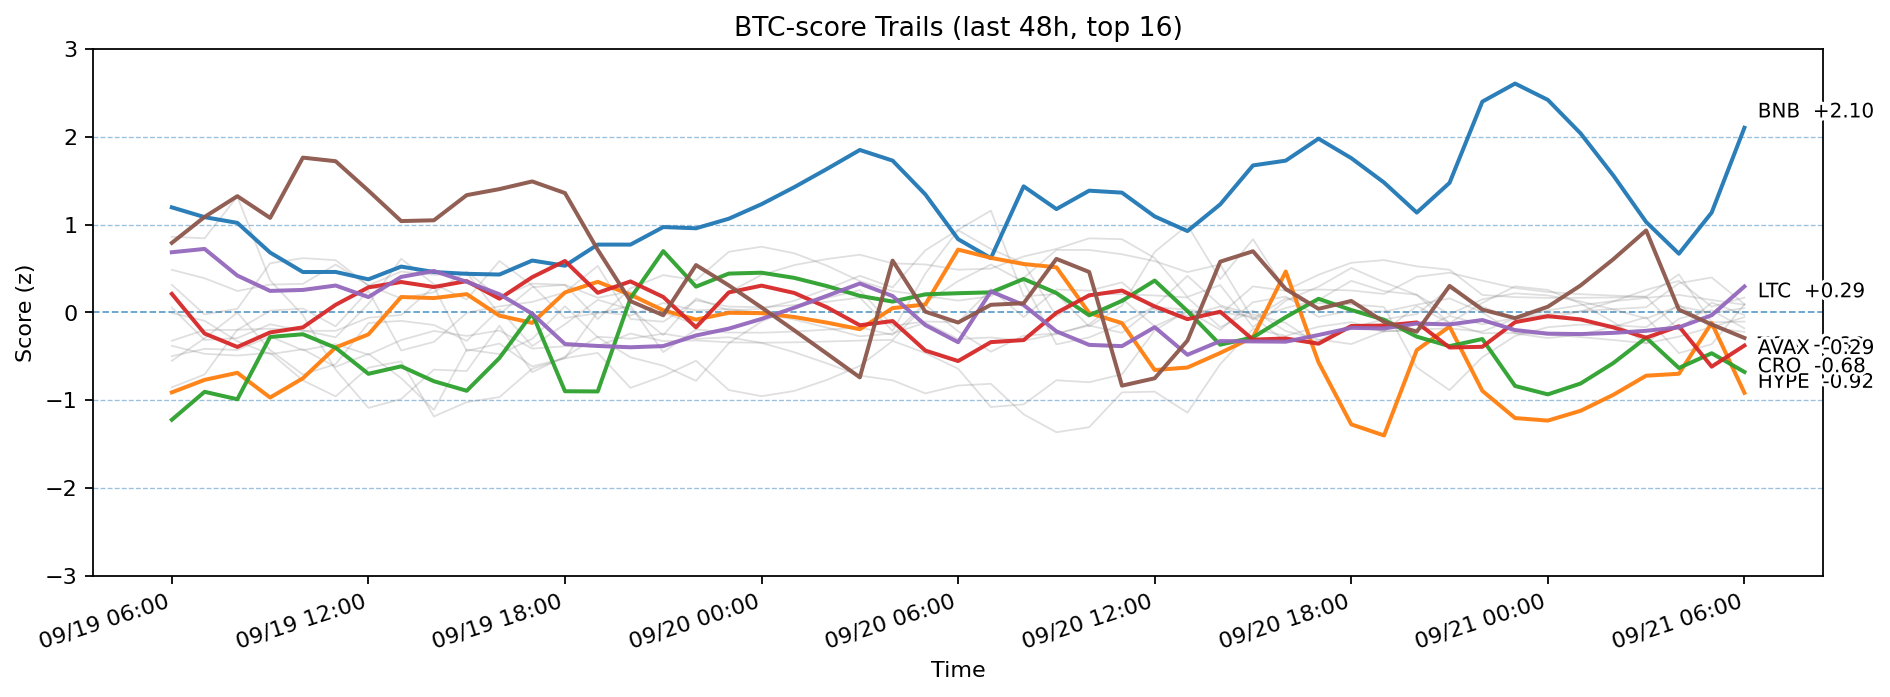 BTC-score Trails (last 48h, top 16)
Score (z)
3
2
1
0
−1
−2
−3
BNB +2.10
LTC +0.29
AVAX -0.29
CRO -0.68
HYPE -0.92
09/19 06:00
09/19 12:00
09/19 18:00
09/20 00:00
09/20 06:00
09/20 12:00
09/20 18:00
09/21 00:00
09/21 06:00
Time